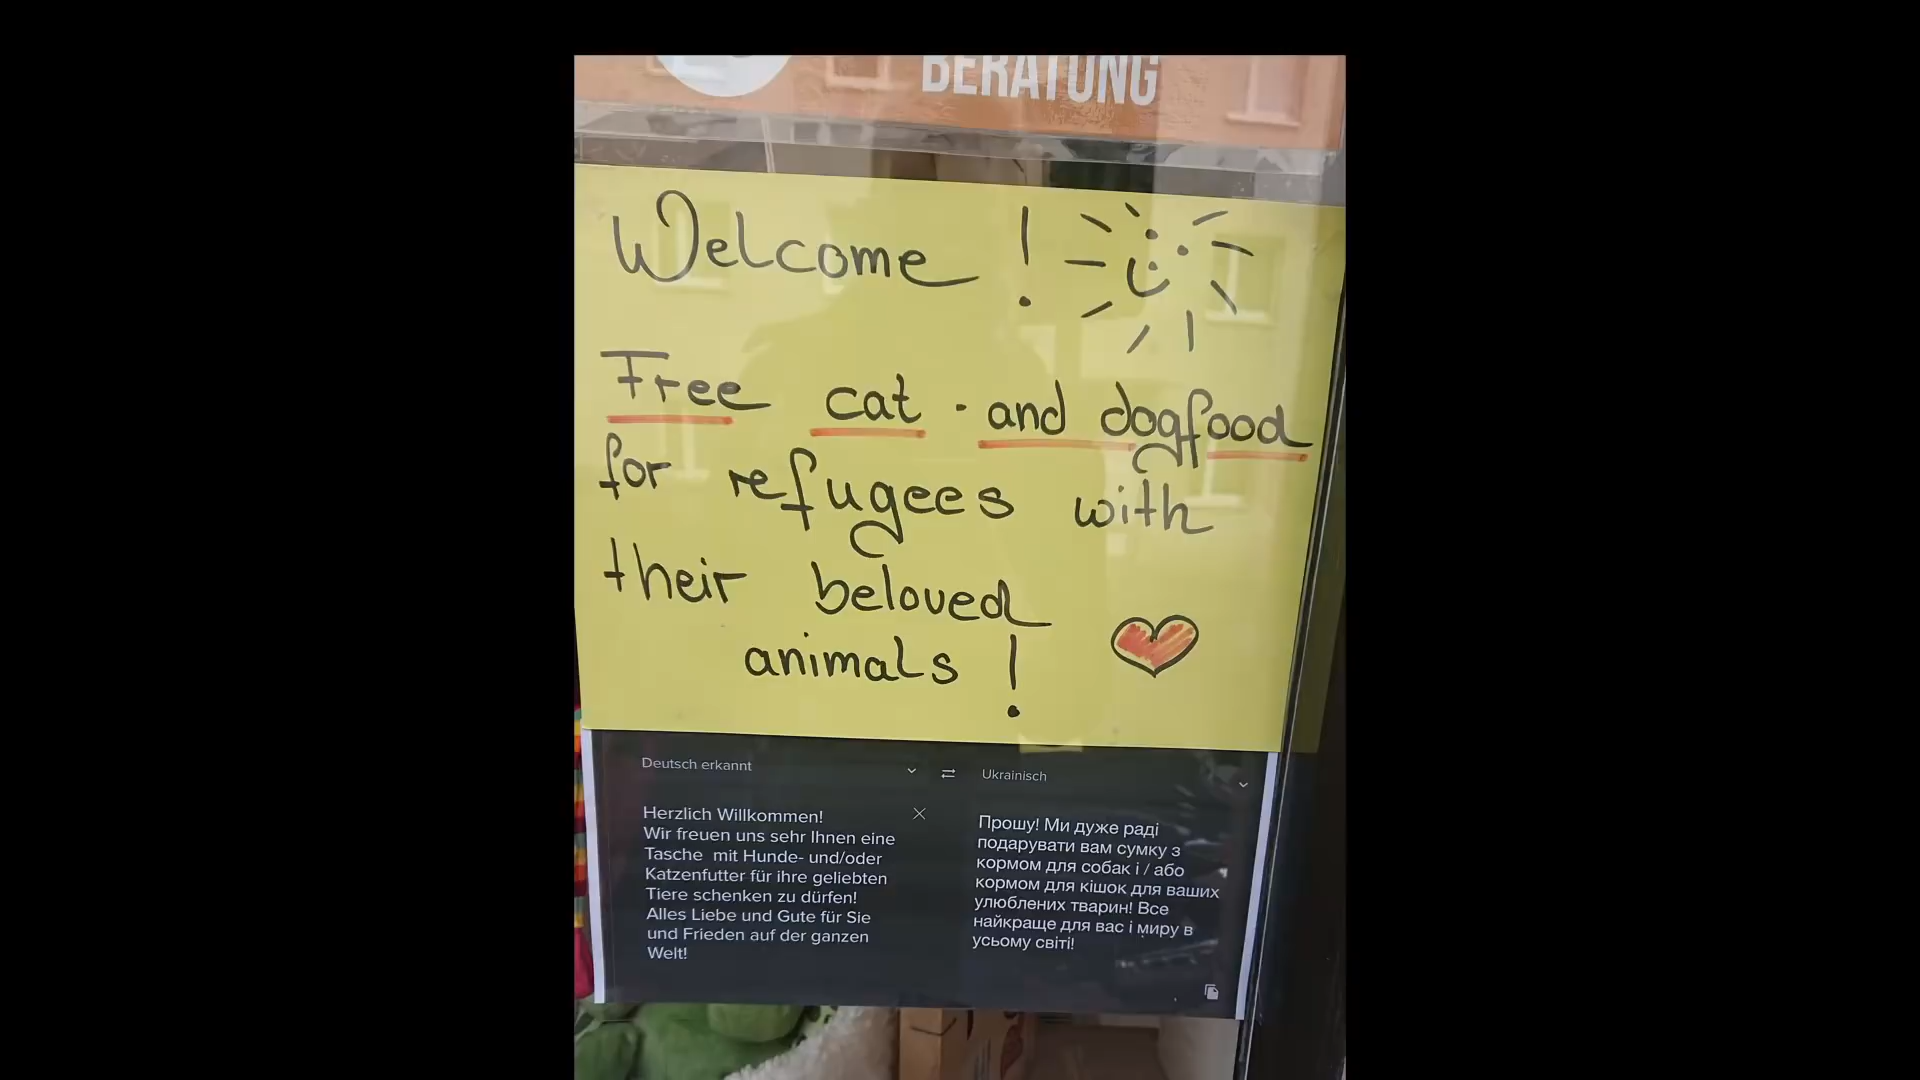 BERATUNG
Welcome !
Free cat - and dogfood
for refugees with
their beloved
animals !
Deutsch erkannt
Ukrainisch
Herzlich Willkommen!
Wir freuen uns sehr Ihnen eine
Tasche mit Hunde- und/oder
Katzenfutter für ihre geliebten
Tiere schenken zu dürfen!
Alles Liebe und Gute für Sie
und Frieden auf der ganzen
Welt!
Прошу! Ми дуже раді
подарувати вам сумку з
кормом для собак і / або
кормом для кішок для ваших
улюблених тварин! Все
найкраще для вас і миру в
усьому світі!